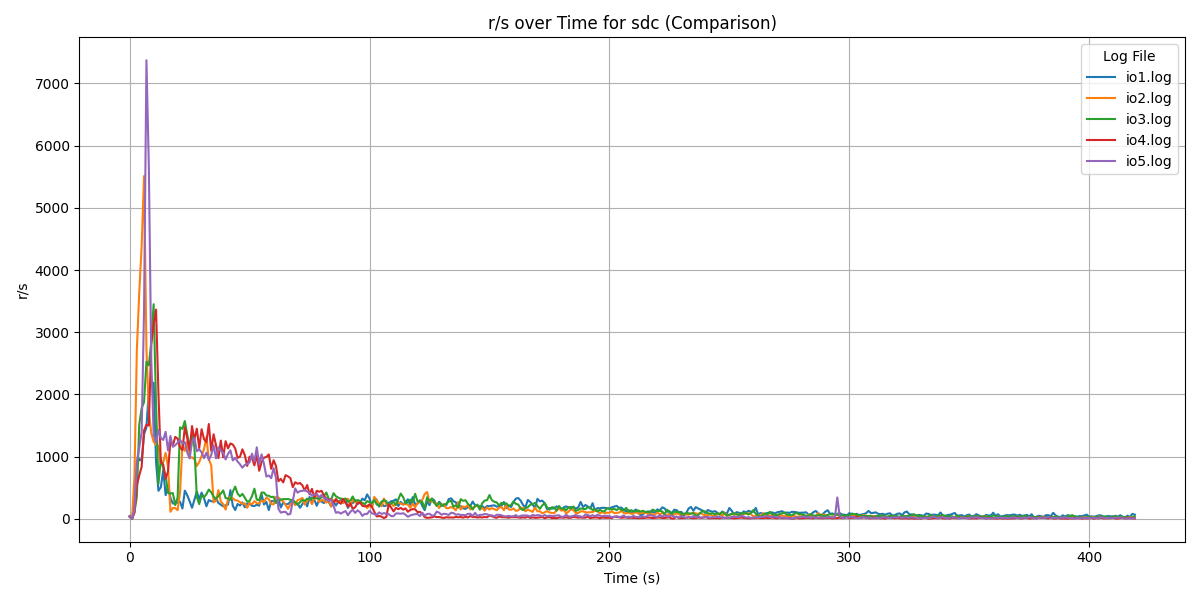 r/s over Time for sdc (Comparison)
Log File
io1.log
io2.log
io3.log
io4.log
io5.log
7000
6000
5000
4000
3000
2000
1000
0
r/s
0 100 200 300 400
Time (s)